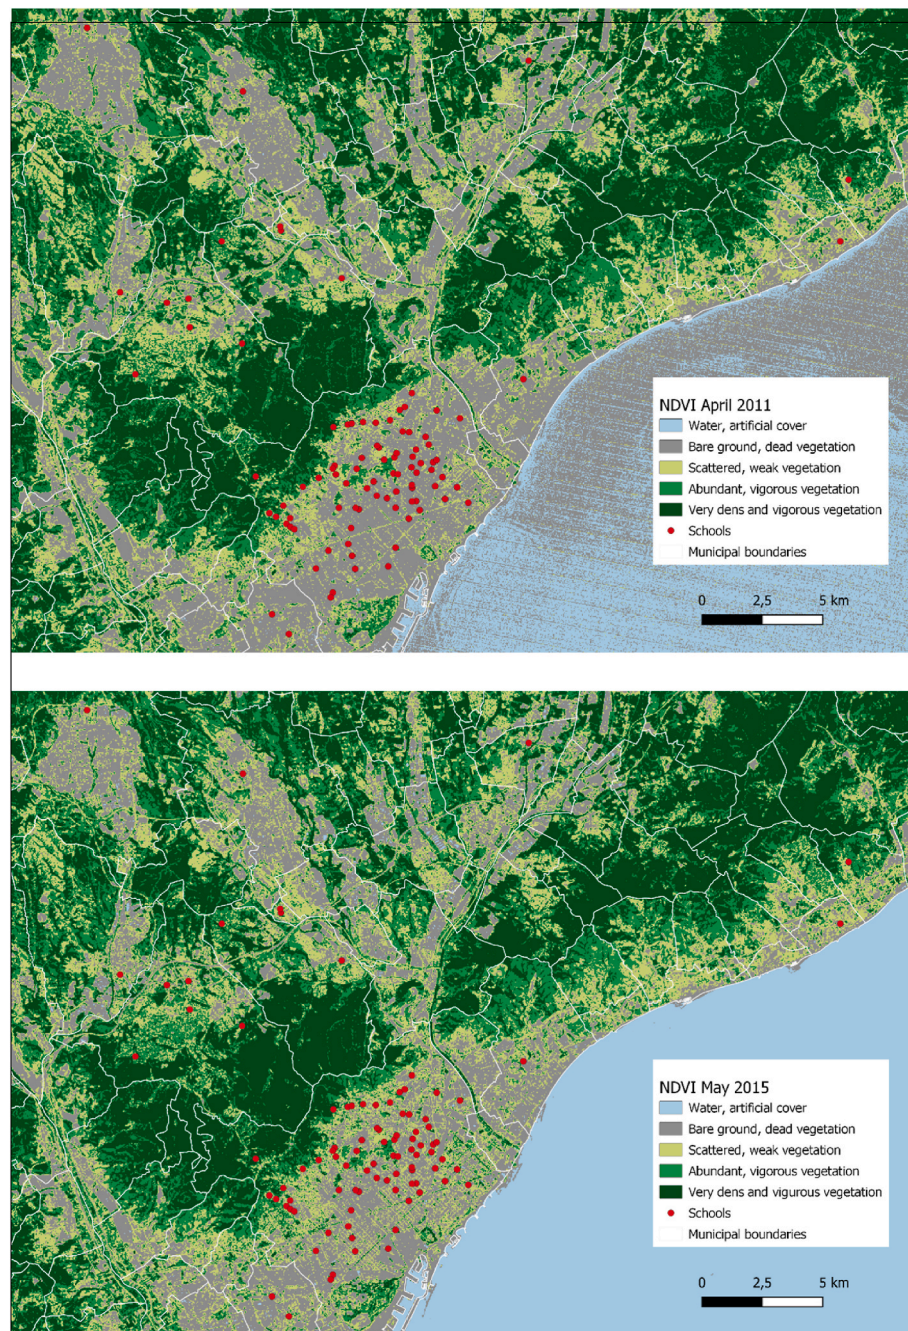 NDVI April 2011
Water, artificial cover
Bare ground, dead vegetation
Scattered, weak vegetation
Abundant, vigorous vegetation
Very dens and vigorous vegetation
Schools
Municipal boundaries
0 2,5 5 km
NDVI May 2015
Water, artificial cover
Bare ground, dead vegetation
Scattered, weak vegetation
Abundant, vigorous vegetation
Very dens and vigurous vegetation
Schools
Municipal boundaries
0 2,5 5 km